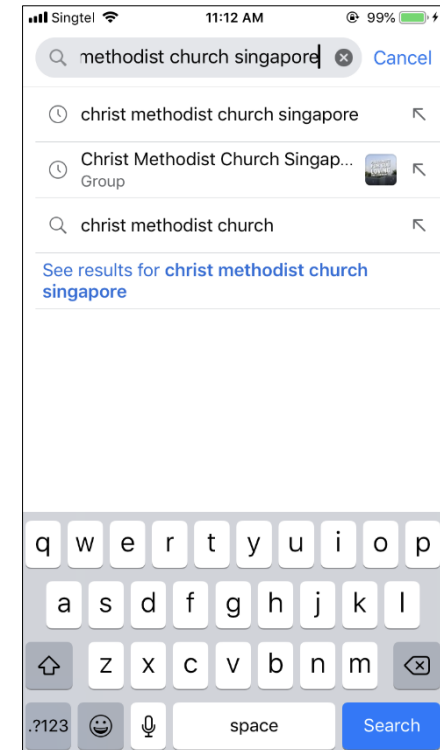 Singtel 11:12 AM 99%
methodist church singapore Cancel
christ methodist church singapore
Christ Methodist Church Singap...
Group
christ methodist church
See results for christ methodist church
singapore
q w e r t y u i o p
a s d f g h j k l
z x c v b n m
.?123 space Search